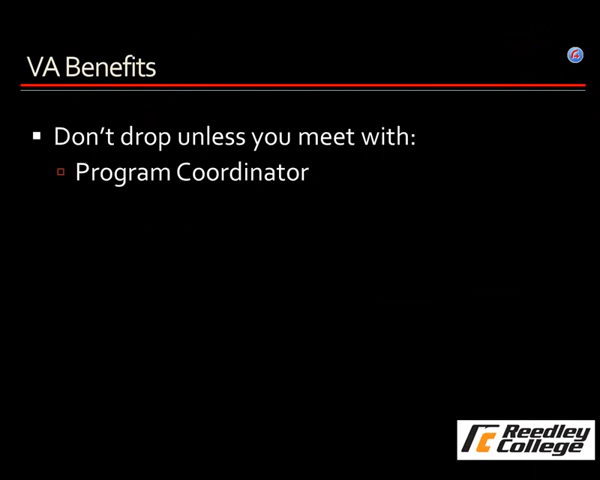 VA Benefits
Don't drop unless you meet with:
Program Coordinator
Reedley
College